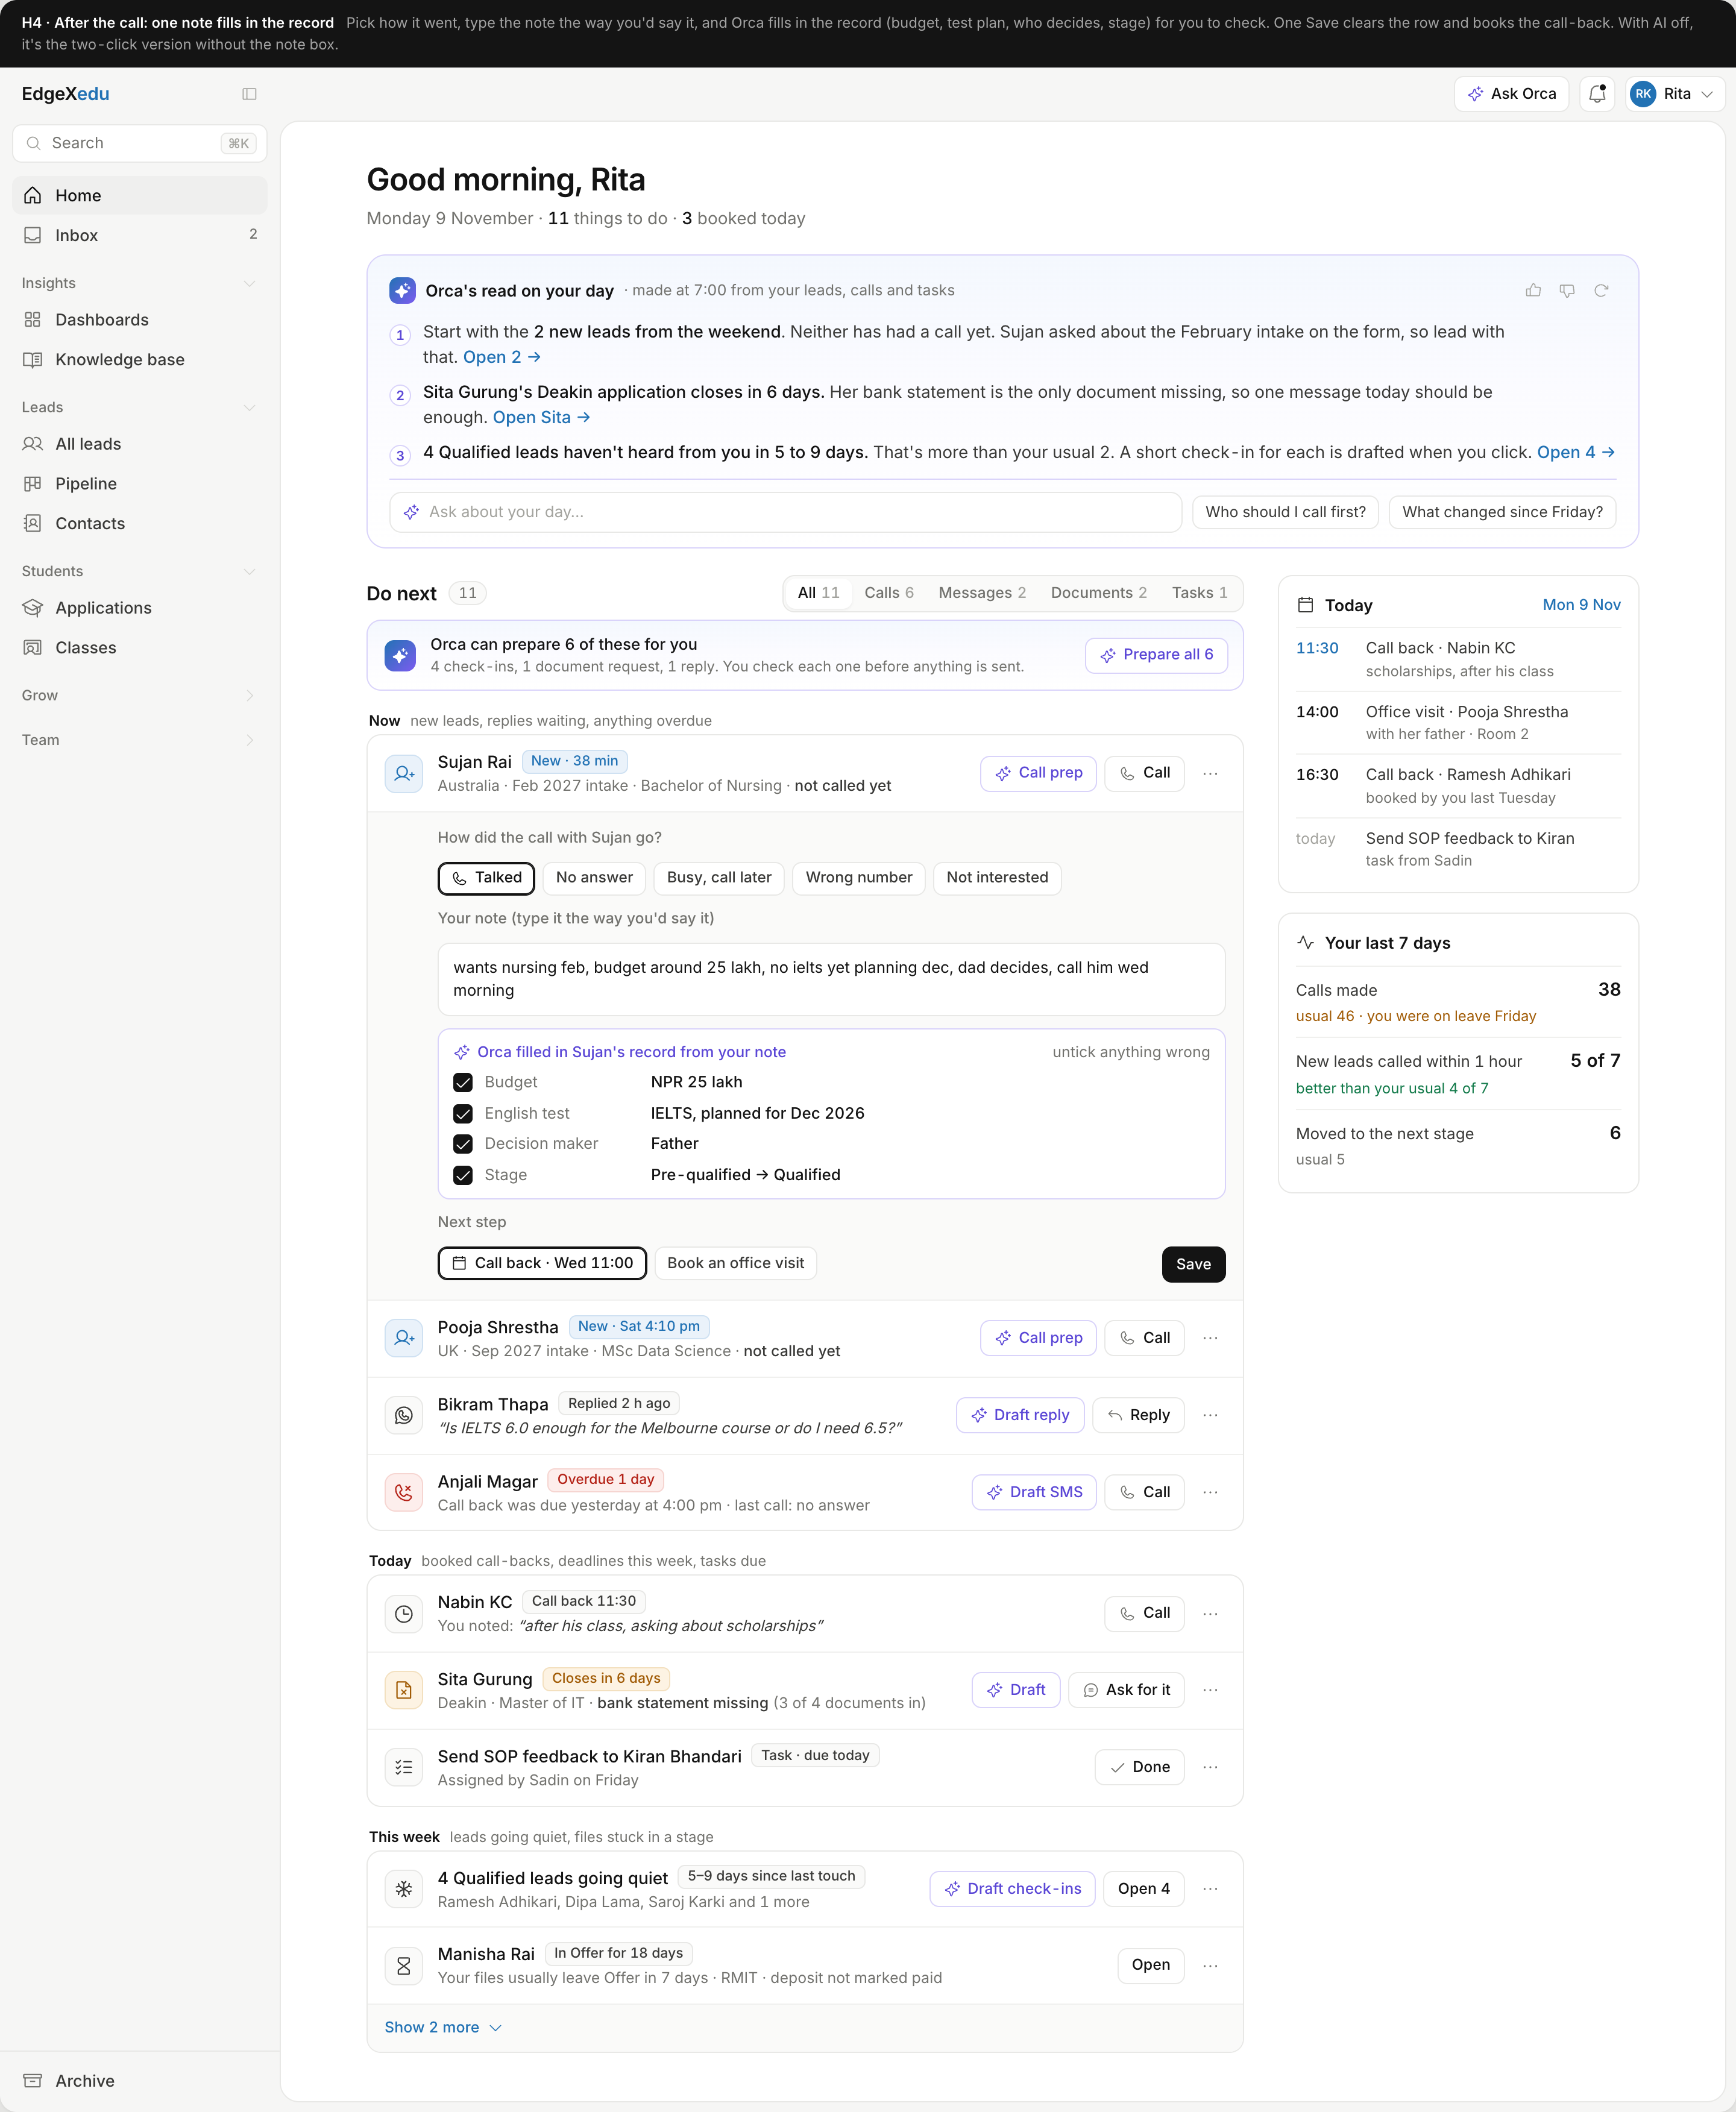 H4 · After the call: one note fills in the record Pick how it went, type the note the way you'd say it, and Orca fills in the record (budget, test plan, who decides, stage) for you to check. One Save clears the row and books the call-back. With AI off,
it's the two-click version without the note box.
EdgeXedu
Ask Orca
RK Rita
Search ⌘K
Home
Inbox 2
Insights
Dashboards
Knowledge base
Leads
All leads
Pipeline
Contacts
Students
Applications
Classes
Grow
Team
Archive
Good morning, Rita
Monday 9 November · 11 things to do · 3 booked today
Orca's read on your day · made at 7:00 from your leads, calls and tasks
1 Start with the 2 new leads from the weekend. Neither has had a call yet. Sujan asked about the February intake on the form, so lead with
that. Open 2 →
2 Sita Gurung's Deakin application closes in 6 days. Her bank statement is the only document missing, so one message today should be
enough. Open Sita →
3 4 Qualified leads haven't heard from you in 5 to 9 days. That's more than your usual 2. A short check-in for each is drafted when you click. Open 4 →
Ask about your day... Who should I call first? What changed since Friday?
Do next 11 All 11 Calls 6 Messages 2 Documents 2 Tasks 1
Orca can prepare 6 of these for you
4 check-ins, 1 document request, 1 reply. You check each one before anything is sent.
Prepare all 6
Now new leads, replies waiting, anything overdue
Sujan Rai New · 38 min
Australia · Feb 2027 intake · Bachelor of Nursing · not called yet
Call prep Call ···
How did the call with Sujan go?
Talked No answer Busy, call later Wrong number Not interested
Your note (type it the way you'd say it)
wants nursing feb, budget around 25 lakh, no ielts yet planning dec, dad decides, call him wed
morning
Orca filled in Sujan's record from your note untick anything wrong
Budget NPR 25 lakh
English test IELTS, planned for Dec 2026
Decision maker Father
Stage Pre-qualified → Qualified
Next step
Call back · Wed 11:00 Book an office visit Save
Pooja Shrestha New · Sat 4:10 pm
UK · Sep 2027 intake · MSc Data Science · not called yet
Call prep Call ···
Bikram Thapa Replied 2 h ago
“Is IELTS 6.0 enough for the Melbourne course or do I need 6.5?”
Draft reply Reply ···
Anjali Magar Overdue 1 day
Call back was due yesterday at 4:00 pm · last call: no answer
Draft SMS Call ···
Today booked call-backs, deadlines this week, tasks due
Nabin KC Call back 11:30
You noted: “after his class, asking about scholarships”
Call ···
Sita Gurung Closes in 6 days
Deakin · Master of IT · bank statement missing (3 of 4 documents in)
Draft Ask for it ···
Send SOP feedback to Kiran Bhandari Task · due today
Assigned by Sadin on Friday
Done ···
This week leads going quiet, files stuck in a stage
4 Qualified leads going quiet 5–9 days since last touch
Ramesh Adhikari, Dipa Lama, Saroj Karki and 1 more
Draft check-ins Open 4 ···
Manisha Rai In Offer for 18 days
Your files usually leave Offer in 7 days · RMIT · deposit not marked paid
Open ···
Show 2 more
Today Mon 9 Nov
11:30 Call back · Nabin KC
scholarships, after his class
14:00 Office visit · Pooja Shrestha
with her father · Room 2
16:30 Call back · Ramesh Adhikari
booked by you last Tuesday
today Send SOP feedback to Kiran
task from Sadin
Your last 7 days
Calls made 38
usual 46 · you were on leave Friday
New leads called within 1 hour 5 of 7
better than your usual 4 of 7
Moved to the next stage 6
usual 5